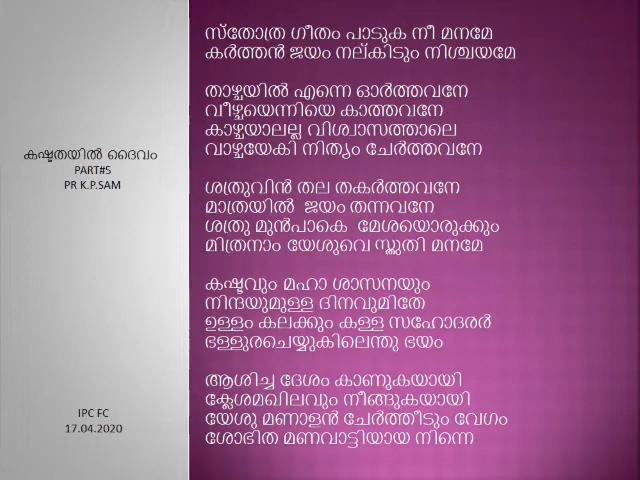 കഷ്ടതയിൽ ദൈവം
PART#5
PR K.P.SAM
IPC FC
17.04.2020
സ്തോത്ര ഗീതം പാടുക നീ മനമേ
കർത്തൻ ജയം നല്കിടും നിശ്ചയമേ
താഴ്ചയിൽ എന്നെ ഓർത്തവനേ
വീഴ്ചയെന്നിയെ കാത്തവനേ
കാഴ്ചയാലല്ല വിശ്വാസത്താലെ
വാഴ്ചയേകി നിത്യം ചേർത്തവനേ
ശത്രുവിൻ തല തകർത്തവനേ
മാത്രയിൽ ജയം തന്നവനേ
ശത്രു മുൻപാകെ മേശയൊരുക്കും
മിത്രനാം യേശുവെ സ്തുതി മനമേ
കഷ്ടവും മഹാ ശാസനയും
നിന്ദയുമുള്ള ദിനവുമിതേ
ഉള്ളം കലക്കും കള്ള സഹോദരർ
ഭള്ളുരചെയ്യുകിലെന്തു ഭയം
ആശിച്ച ദേശം കാണുകയായി
ക്ലേശമഖിലവും നീങ്ങുകയായി
യേശു മണാളൻ ചേർത്തീടും വേഗം
ശോഭിത മണവാട്ടിയായ നിന്നെ